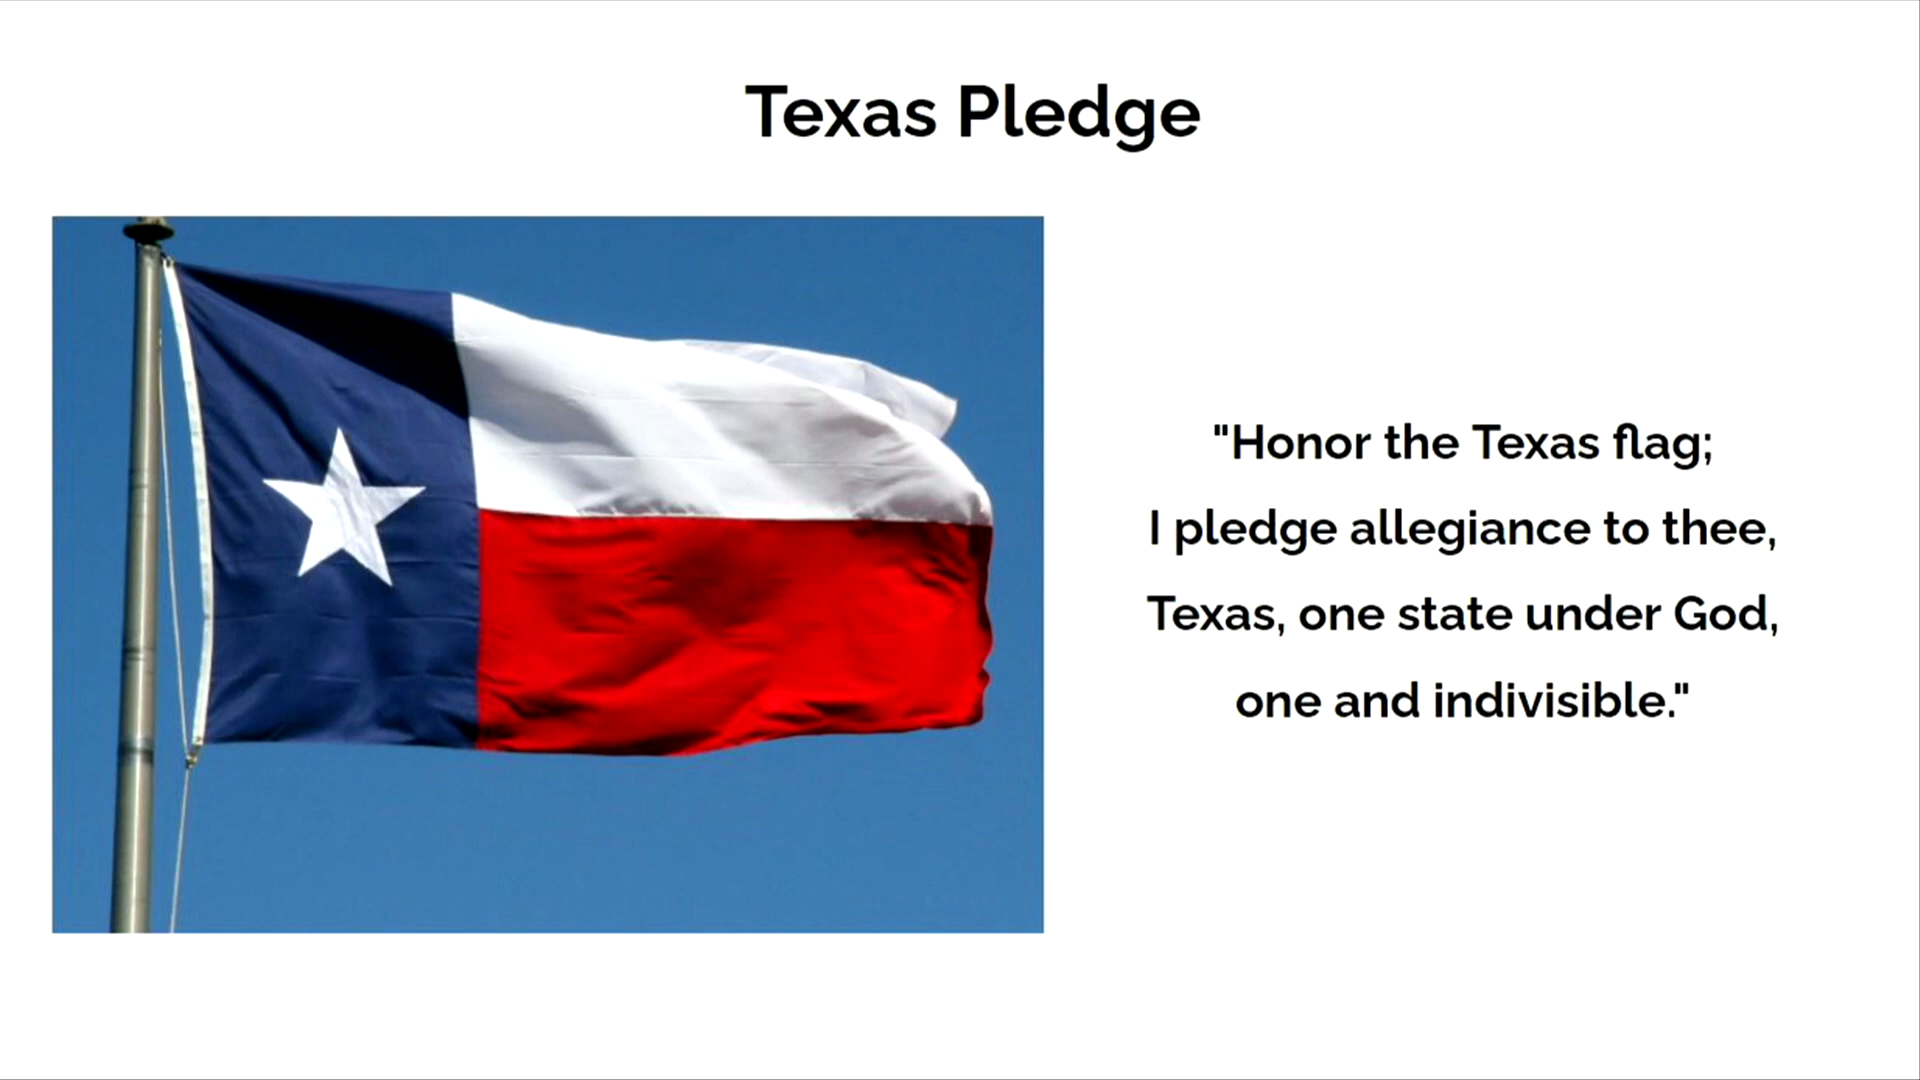 Texas Pledge
"Honor the Texas flag;
I pledge allegiance to thee,
Texas, one state under God,
one and indivisible."